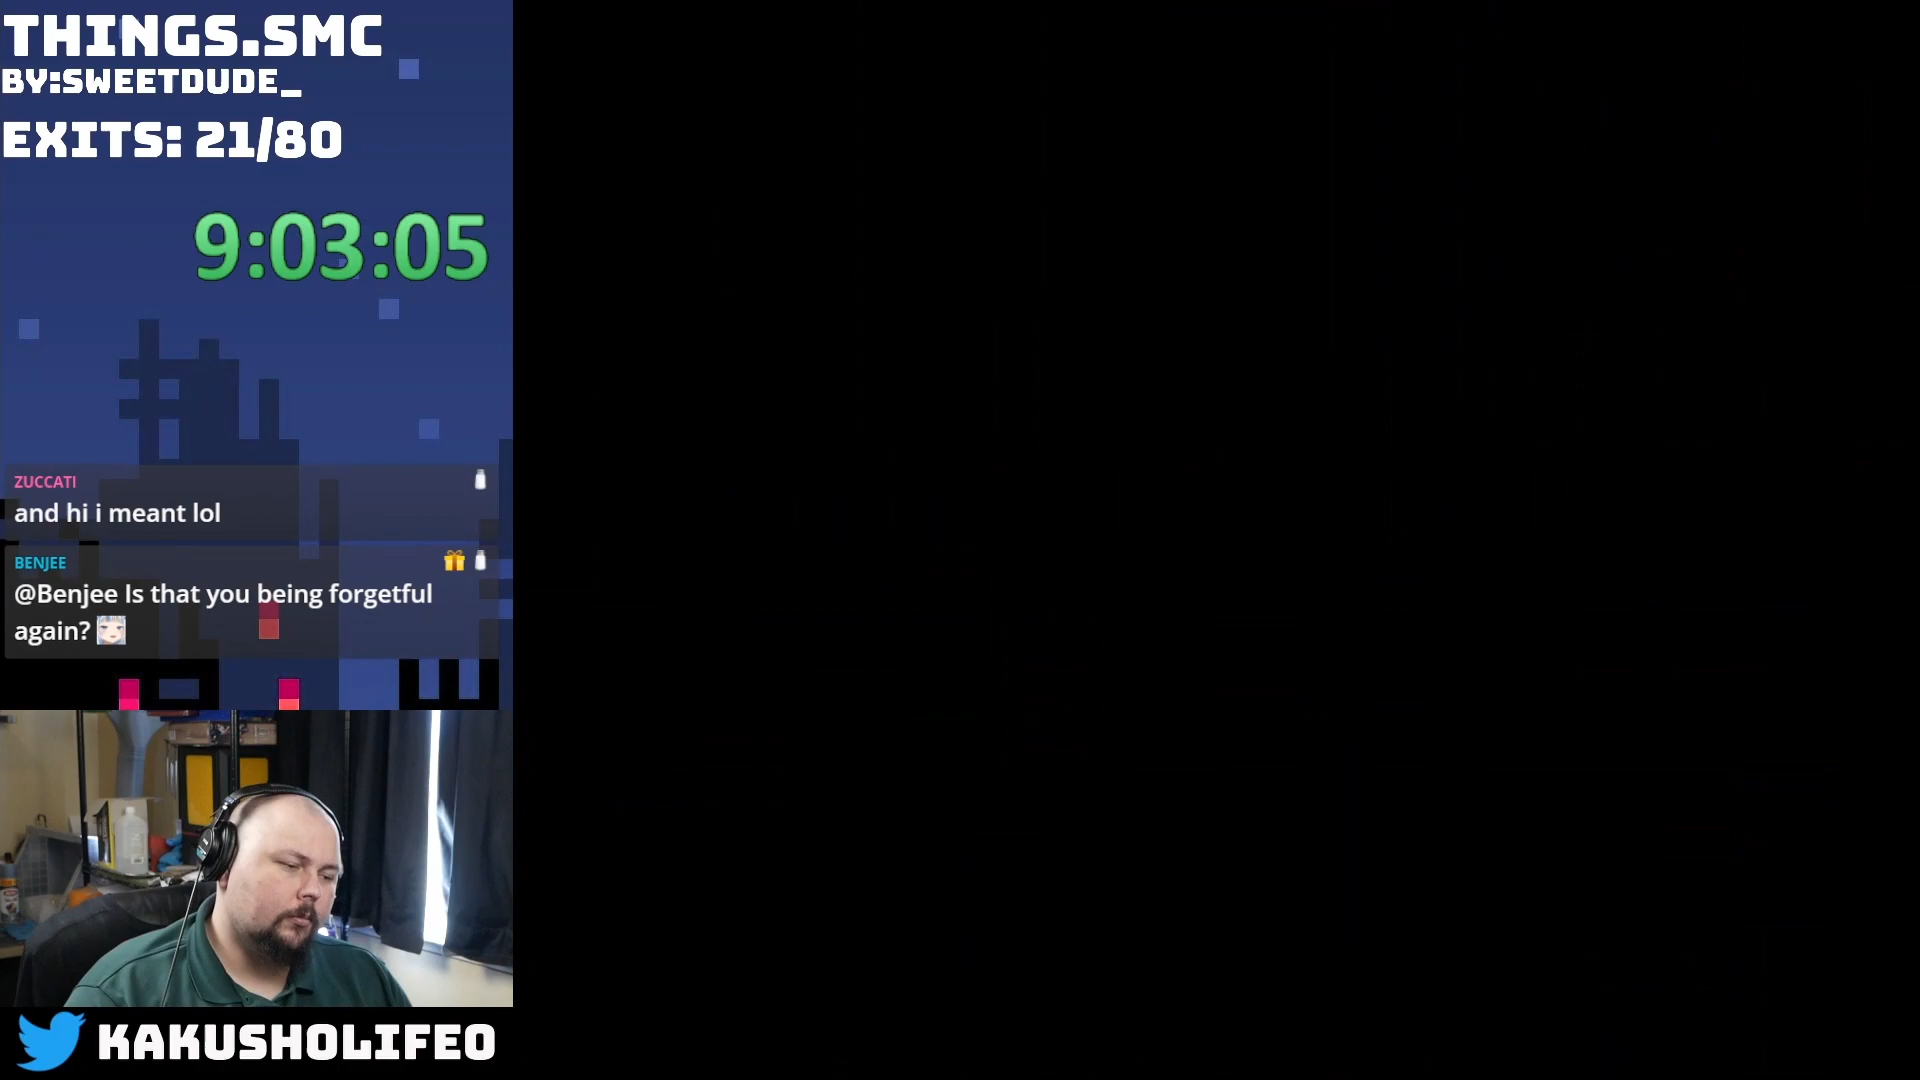 THINGS.SMC
BY:SWEETDUDE_
EXITS: 21/80
9:03:05
ZUCCATI
and hi i meant lol
BENJEE
@Benjee Is that you being forgetful
again?
KAKUSHOLIFEO